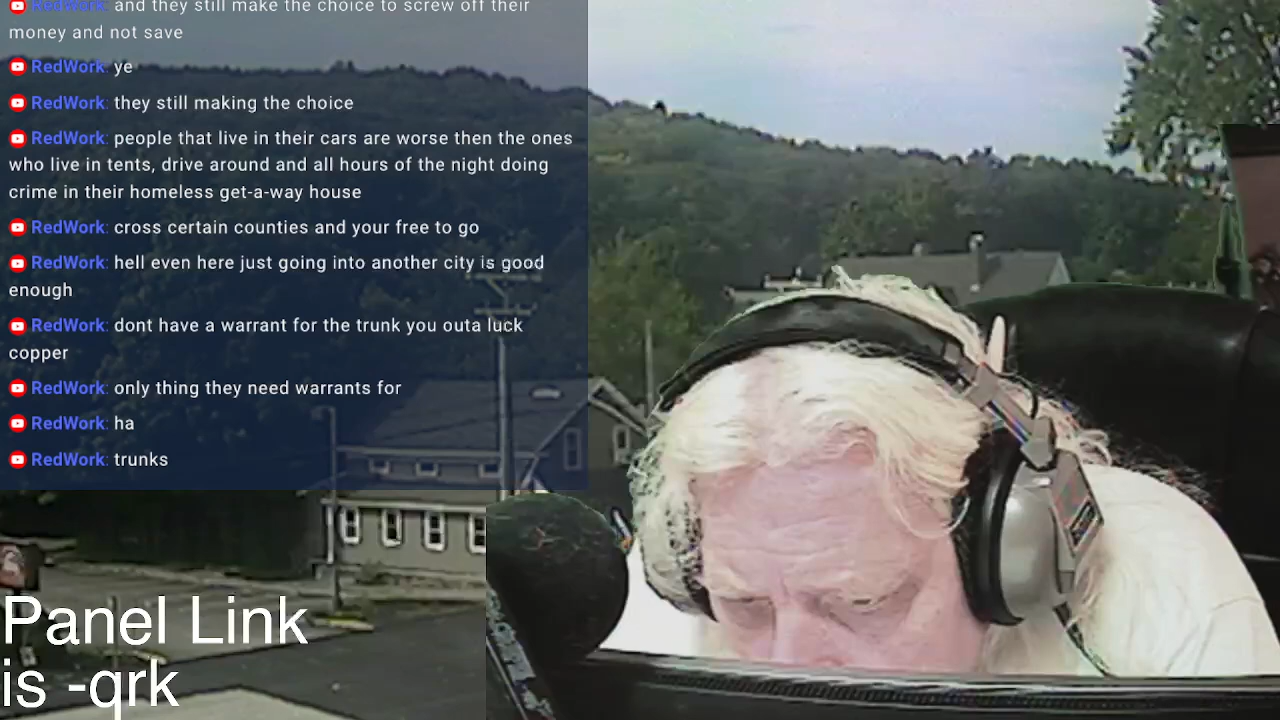 RedWork: and they still make the choice to screw off their
money and not save
RedWork: ye
RedWork: they still making the choice
RedWork: people that live in their cars are worse then the ones
who live in tents, drive around and all hours of the night doing
crime in their homeless get-a-way house
RedWork: cross certain counties and your free to go
RedWork: hell even here just going into another city is good
enough
RedWork: dont have a warrant for the trunk you outa luck
copper
RedWork: only thing they need warrants for
RedWork: ha
RedWork: trunks
Panel Link
is -qrk